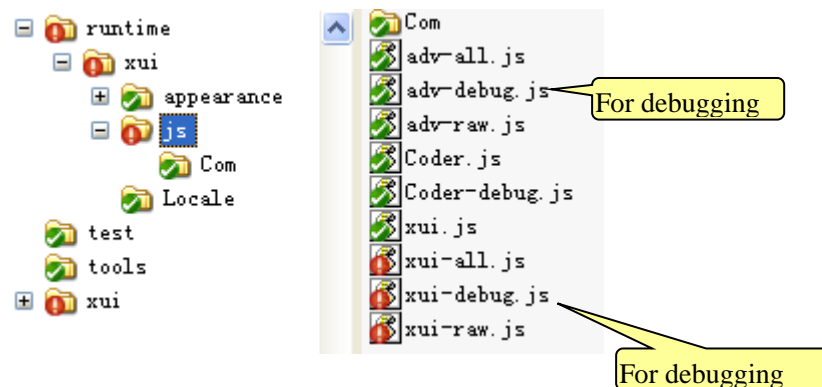 runtime
xui
appearance
js
Com
Locale
test
tools
xui
Com
adv-all.js
adv-debug.js
For debugging
adv-raw.js
Coder.js
Coder-debug.js
xui.js
xui-all.js
xui-debug.js
xui-raw.js
For debugging